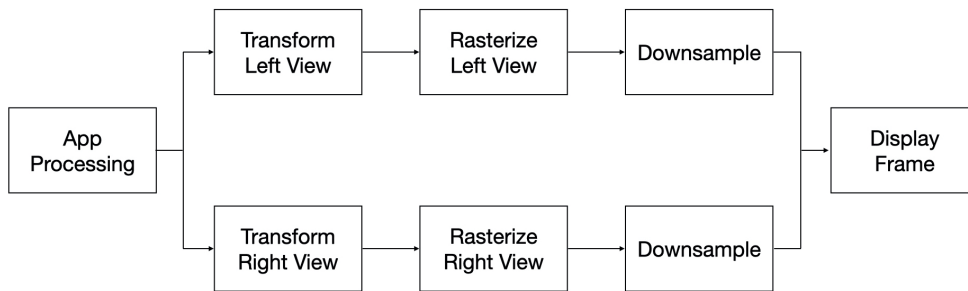 App
Processing
Transform
Left View
Rasterize
Left View
Downsample
Transform
Right View
Rasterize
Right View
Downsample
Display
Frame